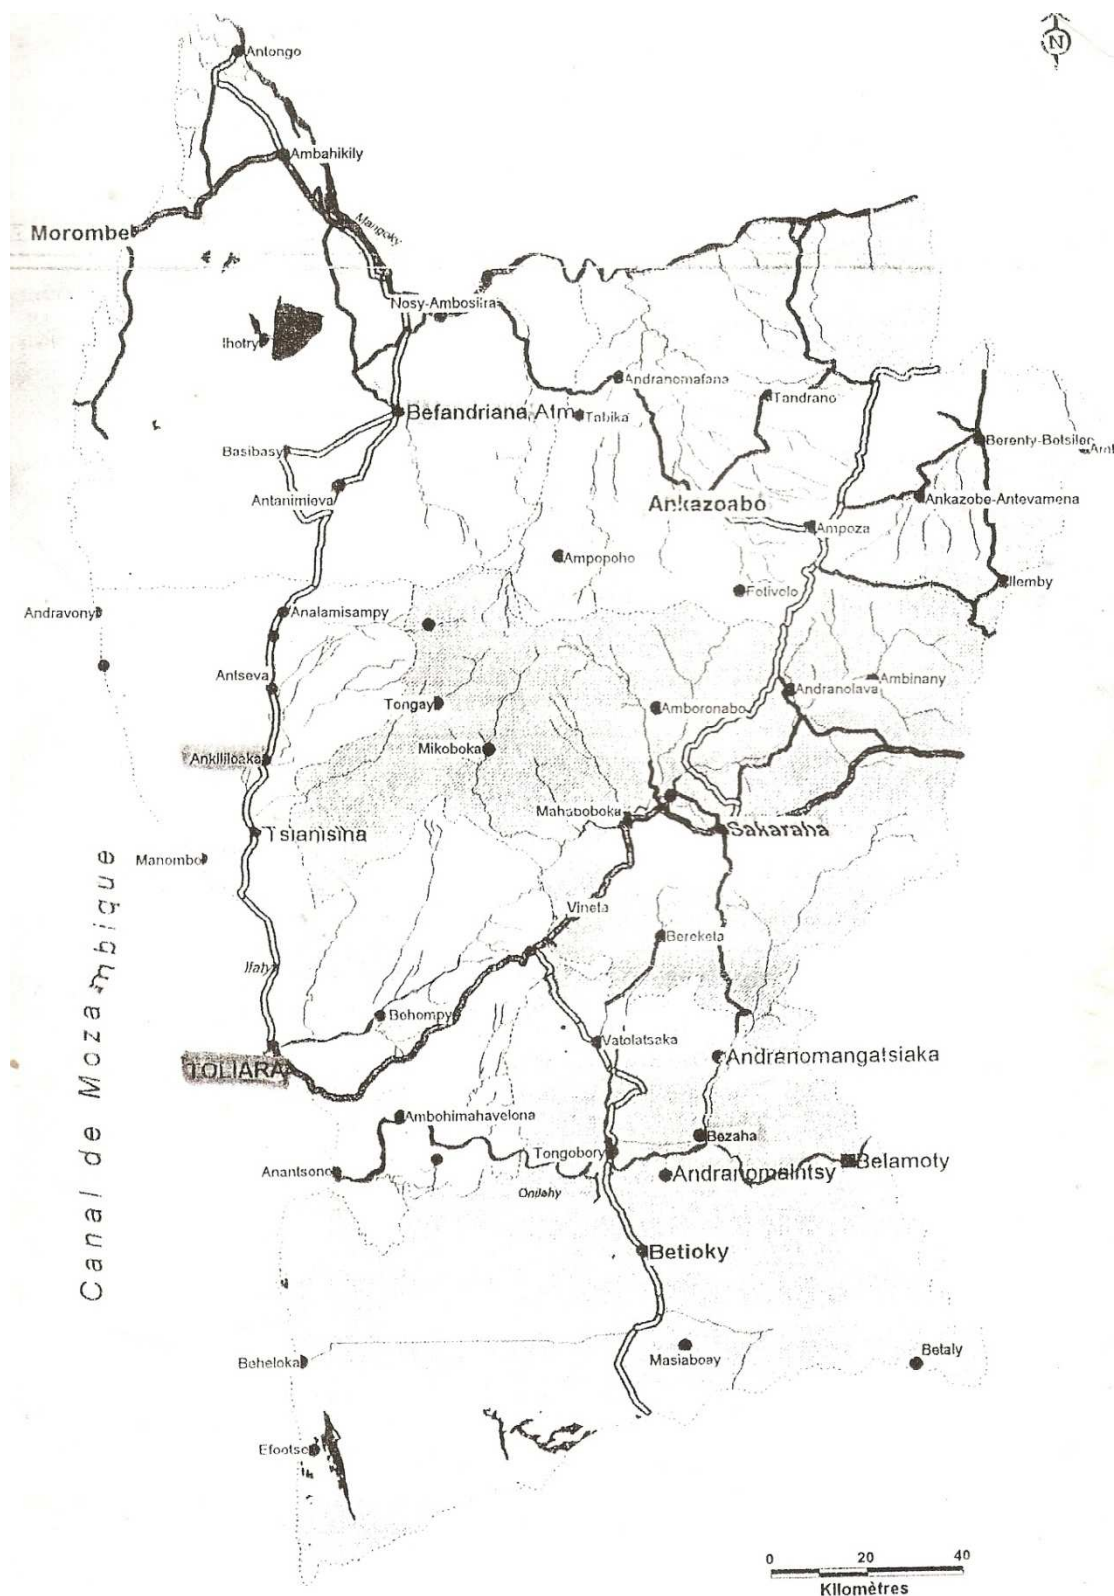 N
Antongo
Ambahikily
Morombe
Mangoky
Nosy-Ambositra
Ihotry
Andranomafana
Tandrano
Befandriana Atm
Tabika
Berenty-Betsileo
Basibasy
Antanimieva
Ankazoabo
Ankazobe-Antevamena
Ampoza
Ampopoho
Ilemby
Fotivolo
Andravony
Analamisampy
Antseva
Ambinany
Andranolava
Tongay
Amboronabo
Mikoboka
Ankililoaka
Mahaboboka
Sakaraha
Tsianisiha
Manombo
Canal de Mozambique
Vineta
Bereketa
Ifaty
Behompy
Vatolatsaka
Andranomangatsiaka
TOLIARA
Ambohimahavelona
Bezaha
Tongobory
Belamoty
Anantsono
Andranomaintsy
Onilahy
Betioky
Masiaboay
Betaly
Beheloka
Efoetse
0 20 40
Kilomètres